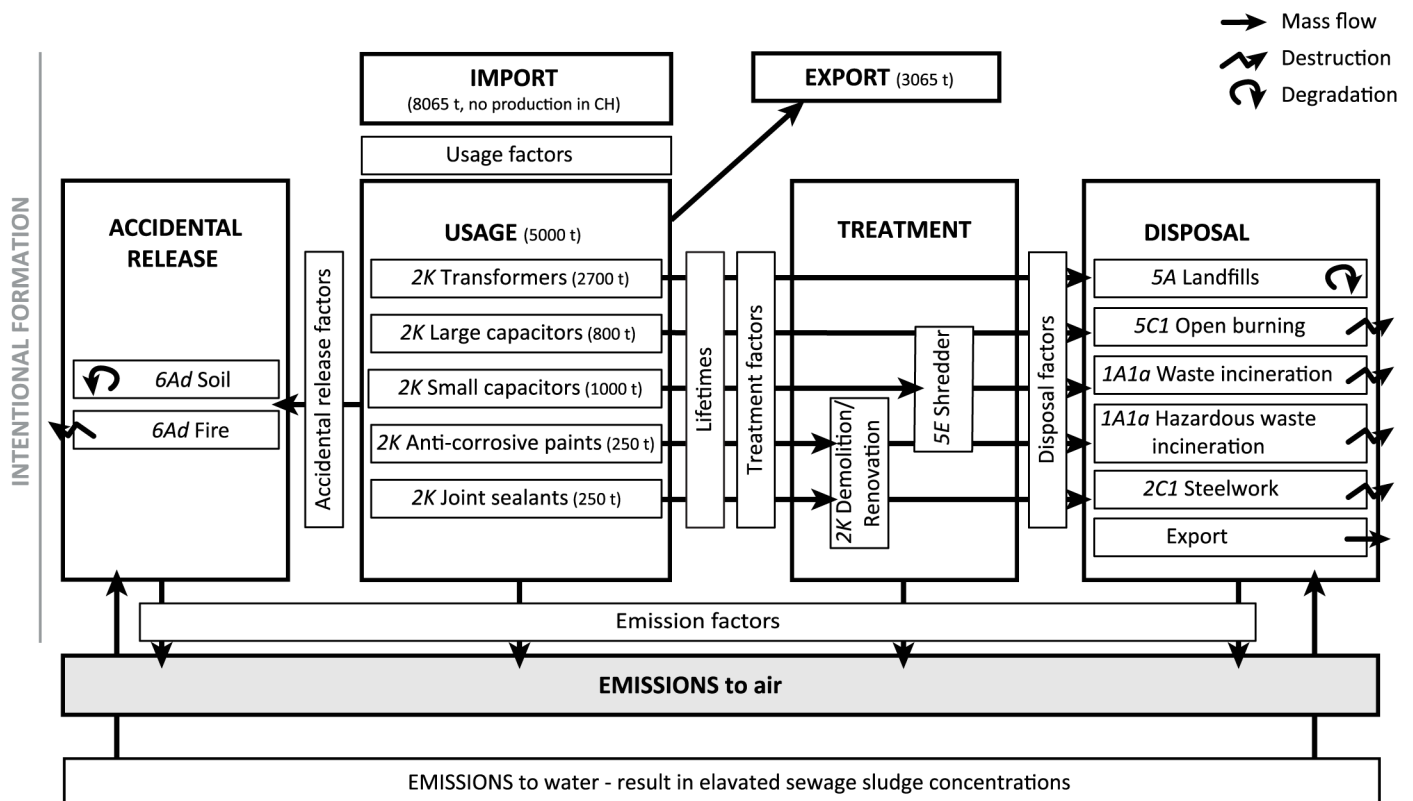 Mass flow
Destruction
Degradation
IMPORT
(8065 t, no production in CH)
EXPORT (3065 t)
Usage factors
INTENTIONAL FORMATION
ACCIDENTAL
RELEASE
6Ad Soil
6Ad Fire
Accidental release factors
USAGE (5000 t)
2K Transformers (2700 t)
2K Large capacitors (800 t)
2K Small capacitors (1000 t)
2K Anti-corrosive paints (250 t)
2K Joint sealants (250 t)
Lifetimes
Treatment factors
TREATMENT
2K Demolition/
Renovation
5E Shredder
Disposal factors
DISPOSAL
5A Landfills
5C1 Open burning
1A1a Waste incineration
1A1a Hazardous waste
incineration
2C1 Steelwork
Export
Emission factors
EMISSIONS to air
EMISSIONS to water - result in elavated sewage sludge concentrations